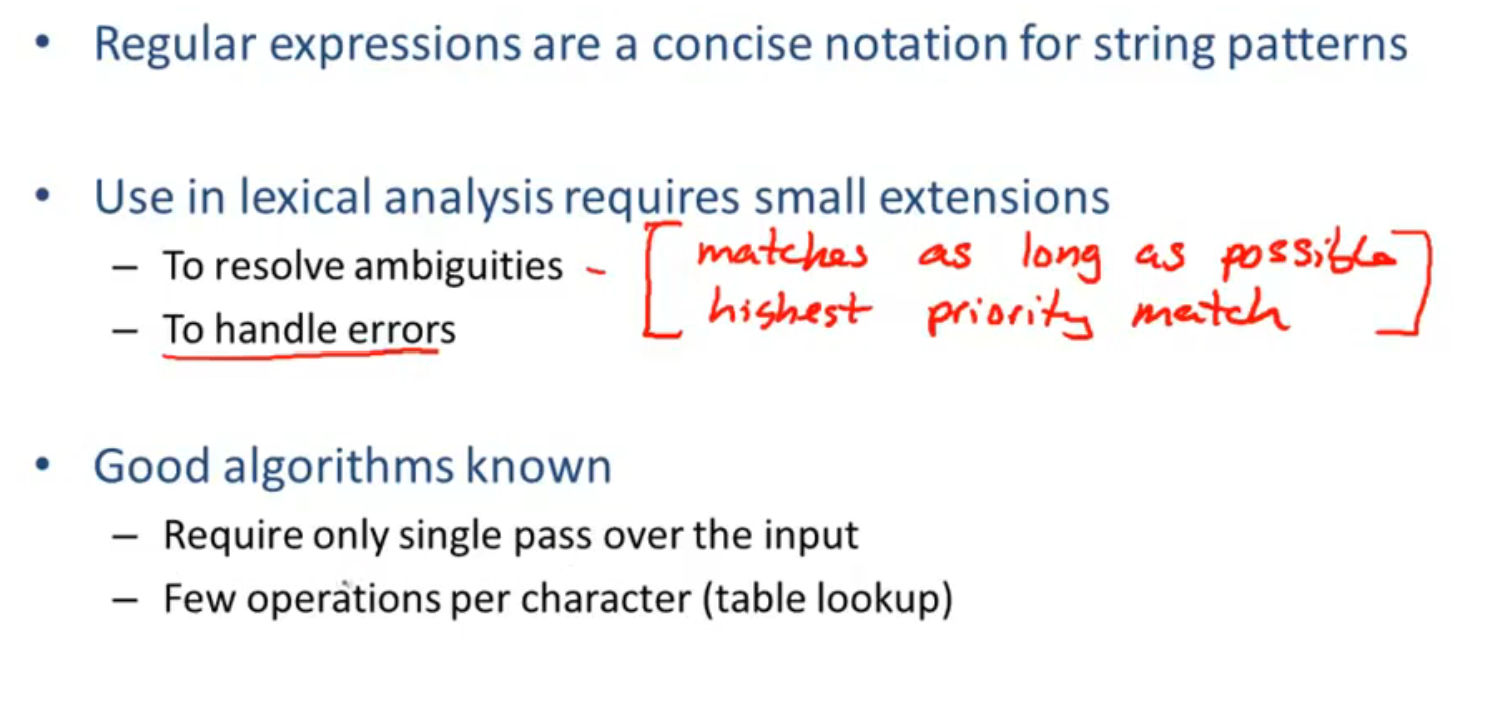 • Regular expressions are a concise notation for string patterns
• Use in lexical analysis requires small extensions
– To resolve ambiguities – [matches as long as possible
highest priority match]
– To handle errors
• Good algorithms known
– Require only single pass over the input
– Few operations per character (table lookup)